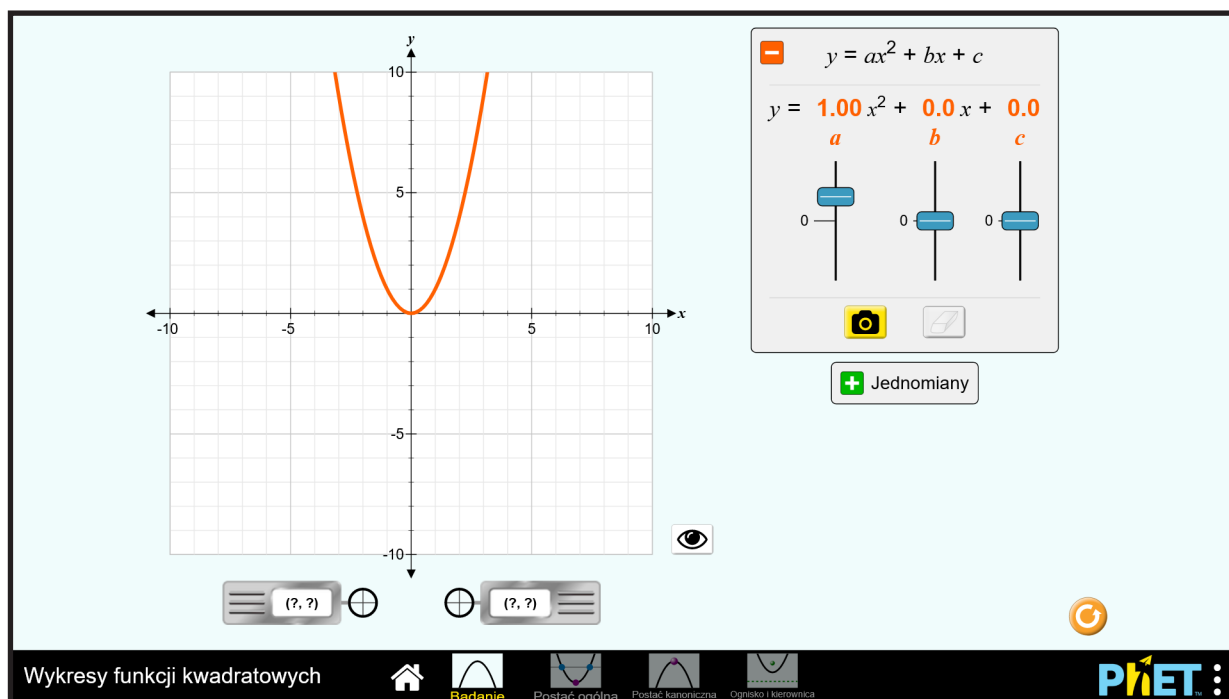 y
10
5
-10
-5
5
10
x
-5
-10
(?, ?)
(?, ?)
y = ax² + bx + c
y = 1.00 x² + 0.0 x + 0.0
a b c
0 0 0
Jednomiany
Wykresy funkcji kwadratowych
Badanie
Postać ogólna
Postać kanoniczna
Ognisko i kierownica
PhET™